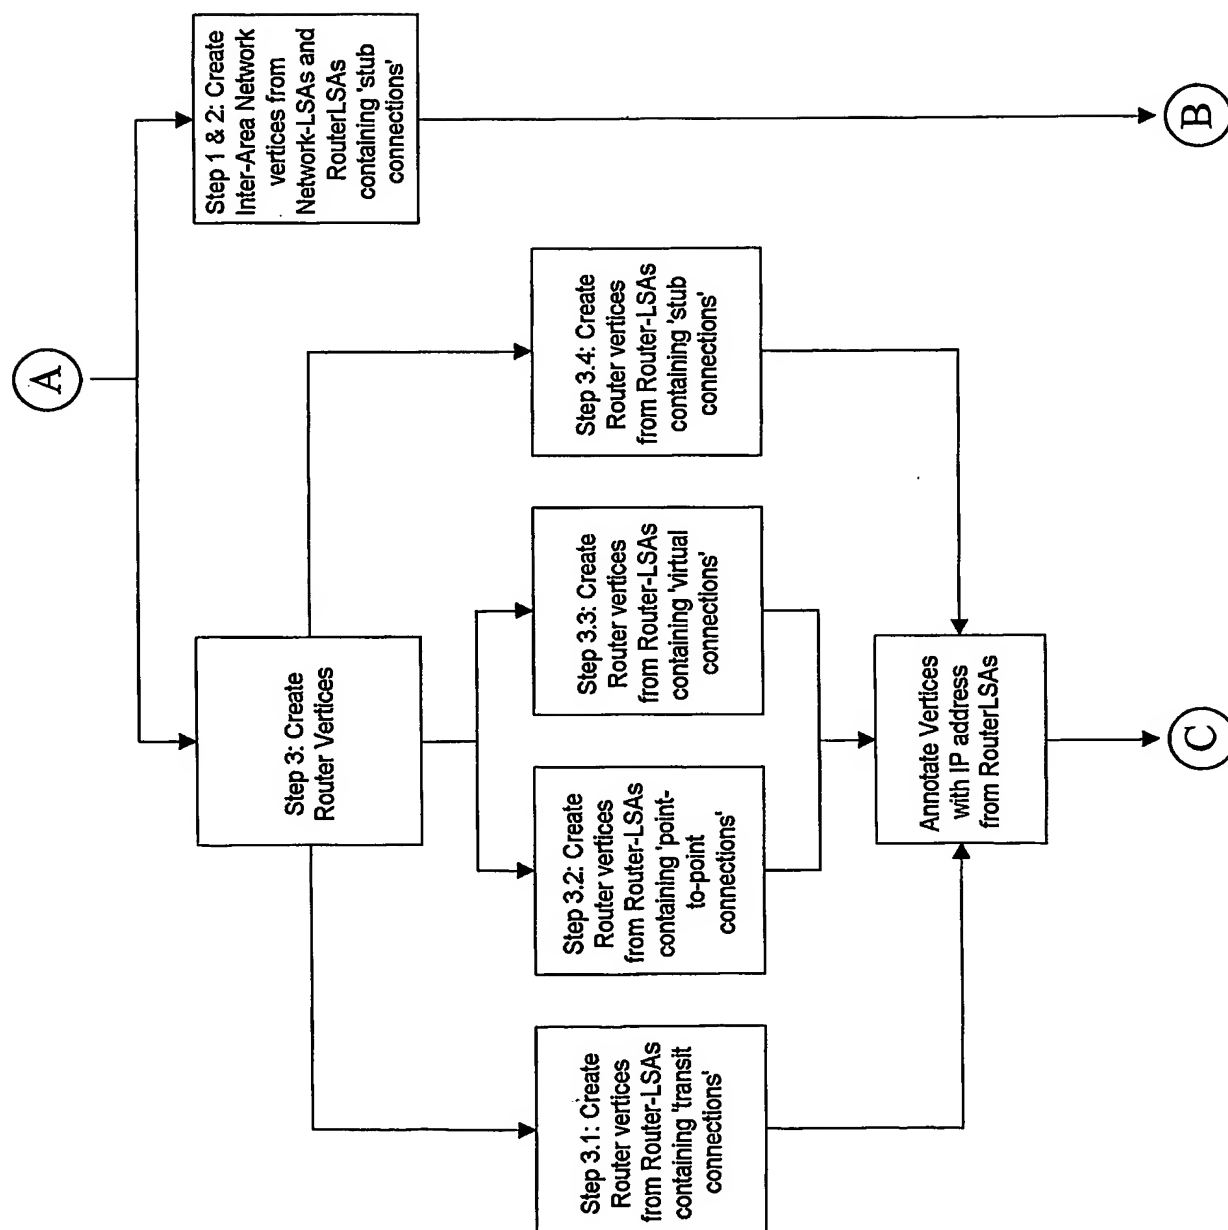 A
Step 1 & 2: Create
Inter-Area Network
vertices from
Network-LSAs and
RouterLSAs
containing 'stub
connections'
Step 3: Create
Router Vertices
Step 3.1: Create
Router vertices
from Router-LSAs
containing 'transit
connections'
Step 3.2: Create
Router vertices
from Router-LSAs
containing 'point-
to-point
connections'
Step 3.3: Create
Router vertices
from Router-LSAs
containing 'virtual
connections'
Step 3.4: Create
Router vertices
from Router-LSAs
containing 'stub
connections'
Annotate Vertices
with IP address
from RouterLSAs
B
C